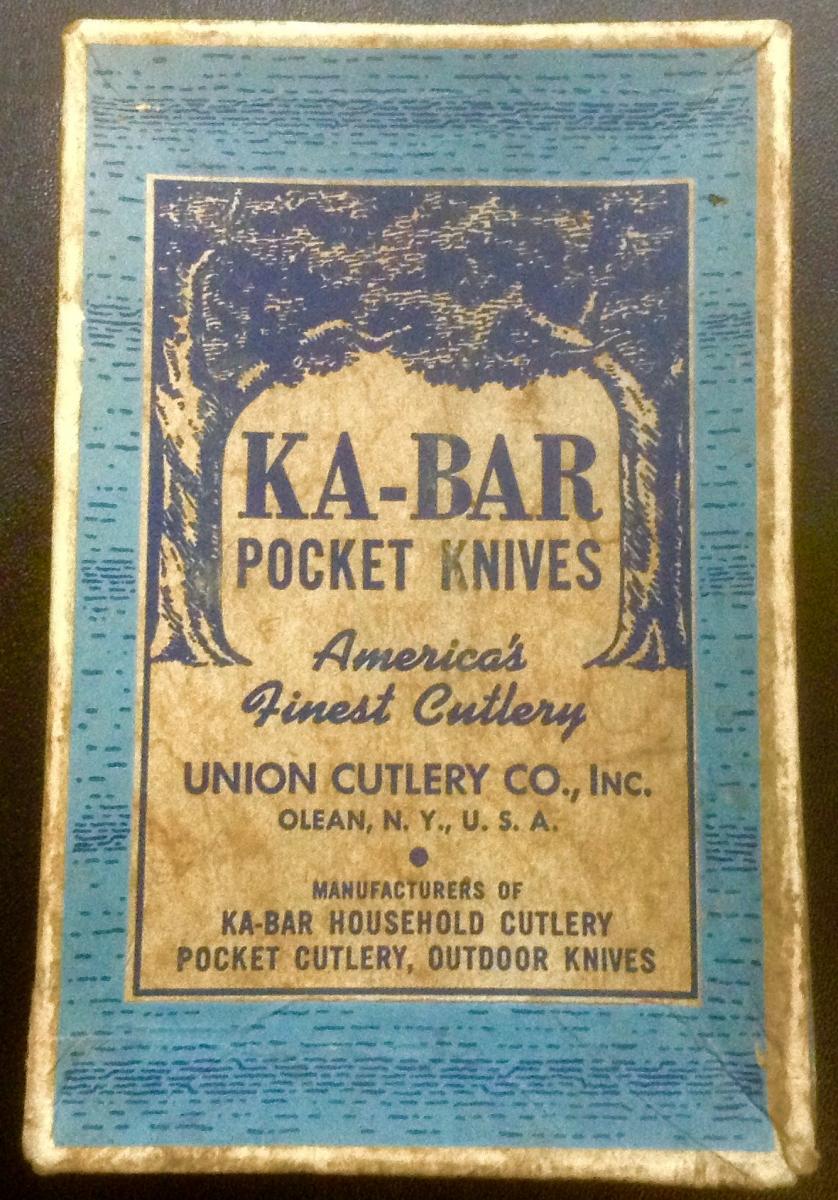 KA-BAR
POCKET KNIVES
America's
Finest Cutlery
UNION CUTLERY CO., INC.
OLEAN, N. Y., U. S. A.
MANUFACTURERS OF
KA-BAR HOUSEHOLD CUTLERY
POCKET CUTLERY, OUTDOOR KNIVES